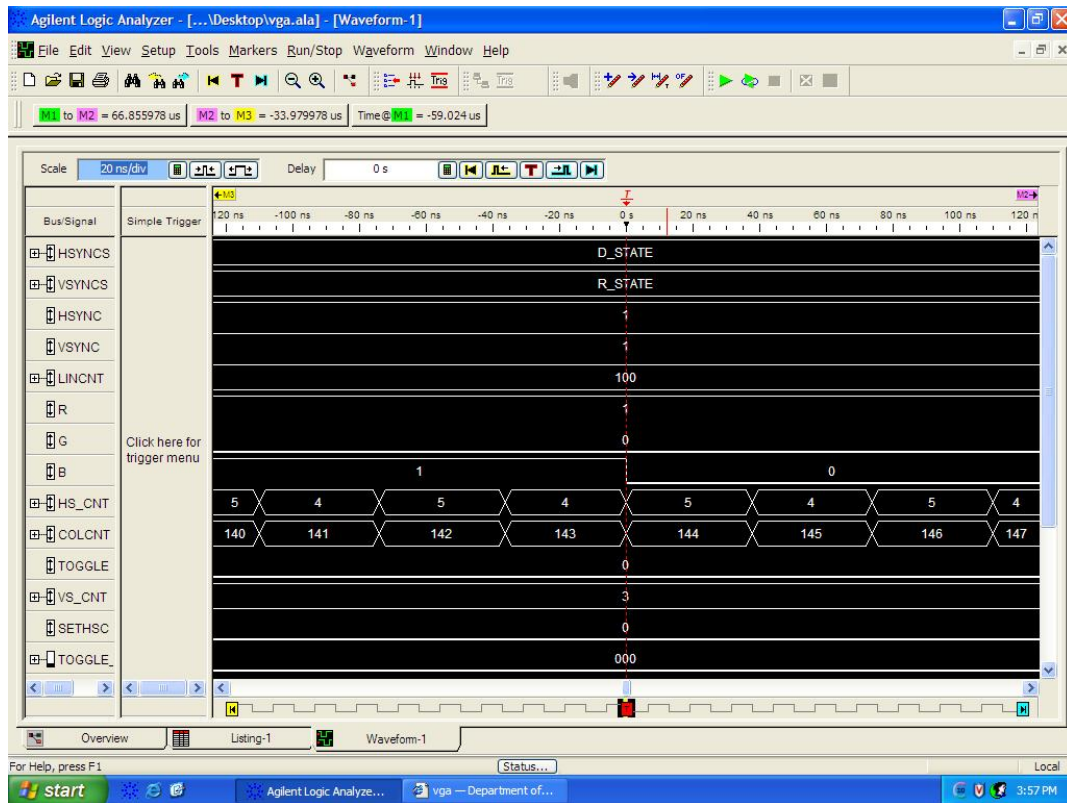 Agilent Logic Analyzer - [...\Desktop\vga.ala] - [Waveform-1]
File Edit View Setup Tools Markers Run/Stop Waveform Window Help
M1 to M2 = 66.855978 us M2 to M3 = -33.979978 us Time@M1 = -59.024 us
Scale 20 ns/div Delay 0 s
M3 T M2
Bus/Signal Simple Trigger 120 ns -100 ns -80 ns -60 ns -40 ns -20 ns 0 s 20 ns 40 ns 60 ns 80 ns 100 ns 120 n
HSYNCS D_STATE
VSYNCS R_STATE
HSYNC 1
VSYNC 1
LINCNT 100
R 1
G 0
Click here for trigger menu
B 1 0
HS_CNT 5 4 5 4 5 4 5 4
COLCNT 140 141 142 143 144 145 146 147
TOGGLE 0
VS_CNT 3
SETHSC 0
TOGGLE_ 000
Overview Listing-1 Waveform-1
For Help, press F1 Status... Local
start Agilent Logic Analyze... vga — Department of... 3:57 PM